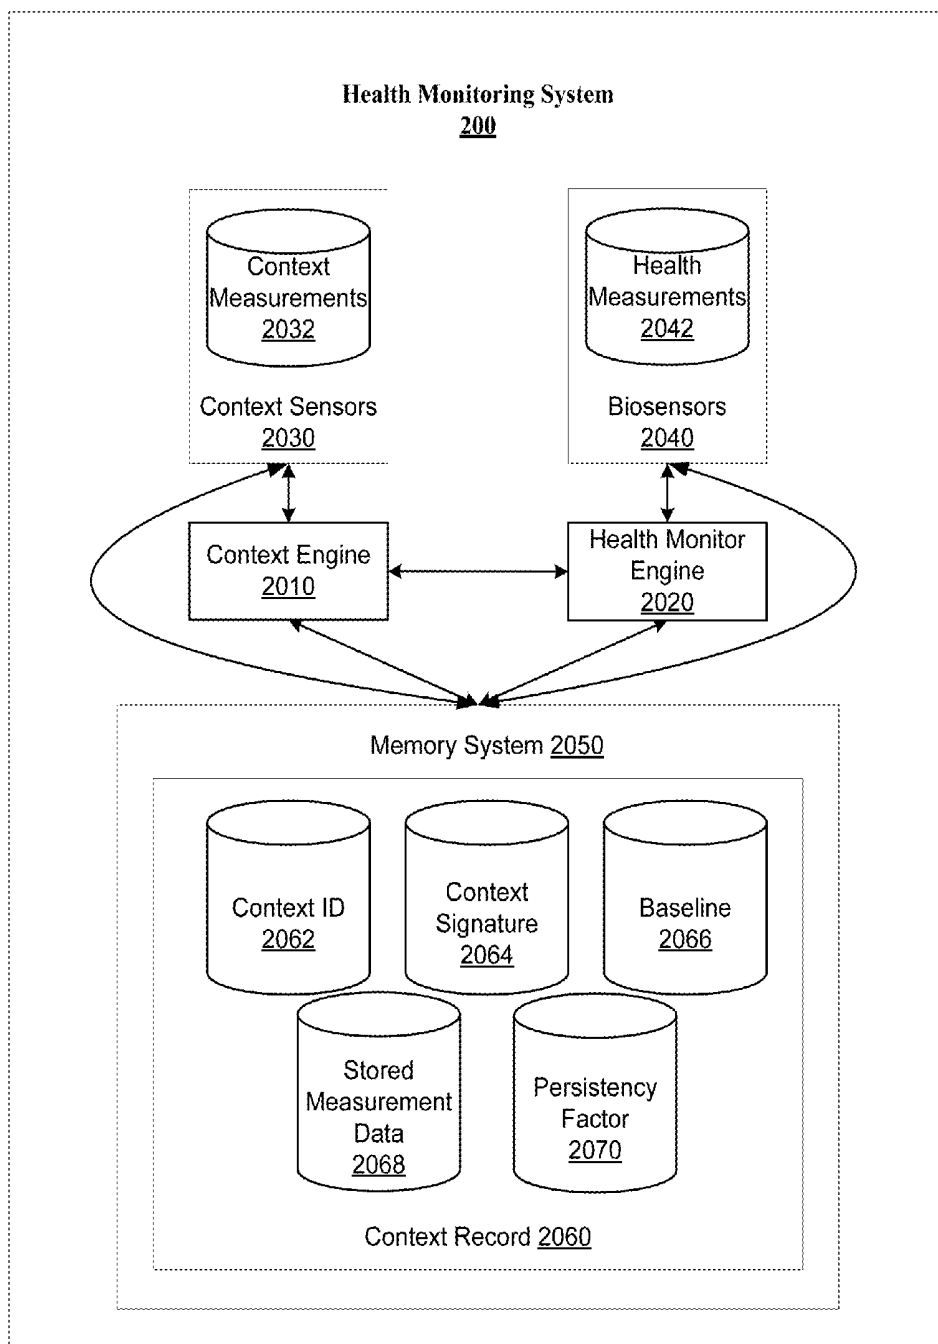 Health Monitoring System
200
Context
Measurements
2032
Context Sensors
2030
Health
Measurements
2042
Biosensors
2040
Context Engine
2010
Health Monitor
Engine
2020
Memory System 2050
Context ID
2062
Context
Signature
2064
Baseline
2066
Stored
Measurement
Data
2068
Persistency
Factor
2070
Context Record 2060